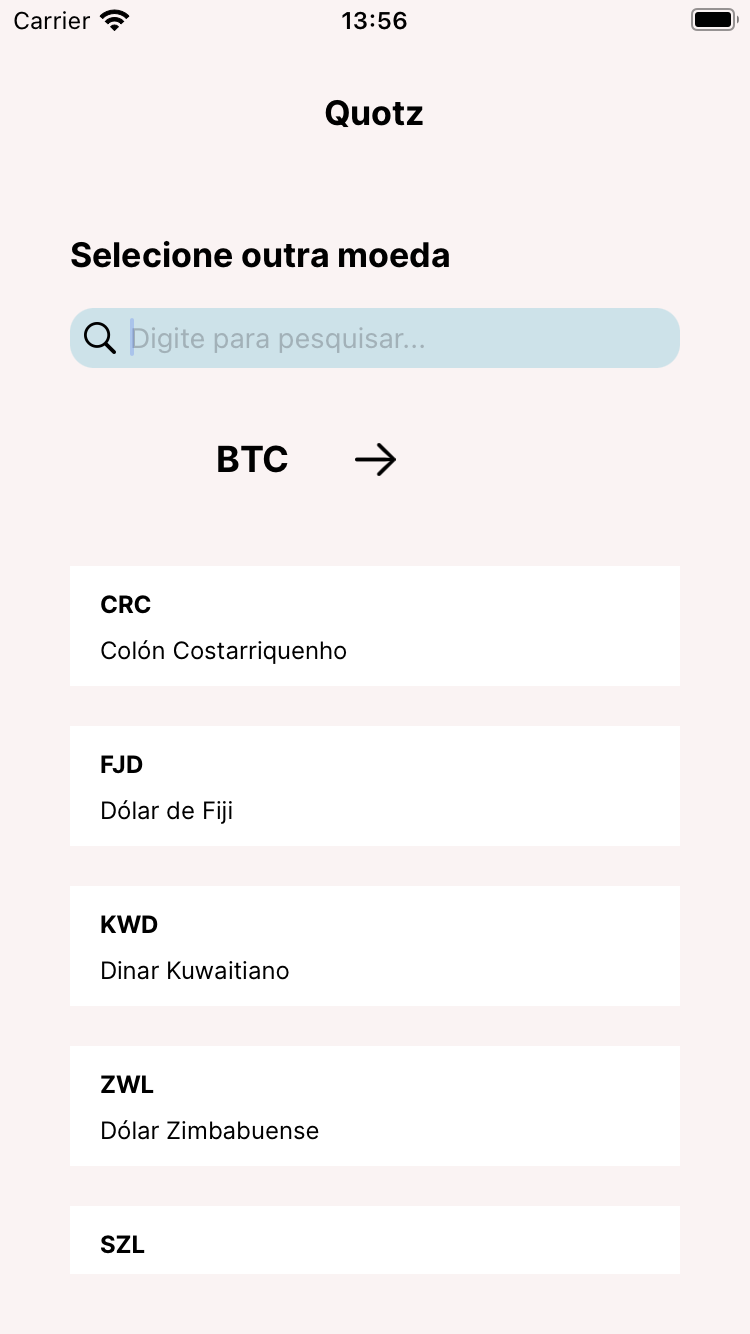 Carrier 13:56
Quotz
Selecione outra moeda
Digite para pesquisar...
BTC
CRC
Colón Costarriquenho
FJD
Dólar de Fiji
KWD
Dinar Kuwaitiano
ZWL
Dólar Zimbabuense
SZL